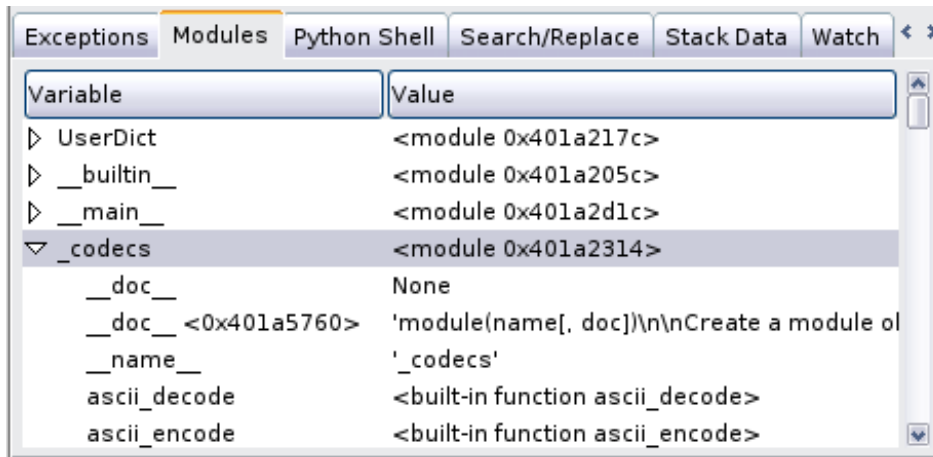 Exceptions Modules Python Shell Search/Replace Stack Data Watch
Variable Value
UserDict <module 0x401a217c>
__builtin__ <module 0x401a205c>
__main__ <module 0x401a2d1c>
_codecs <module 0x401a2314>
__doc__ None
__doc__ <0x401a5760> 'module(name[, doc])\n\nCreate a module
__name__ '_codecs'
ascii_decode <built-in function ascii_decode>
ascii_encode <built-in function ascii_encode>